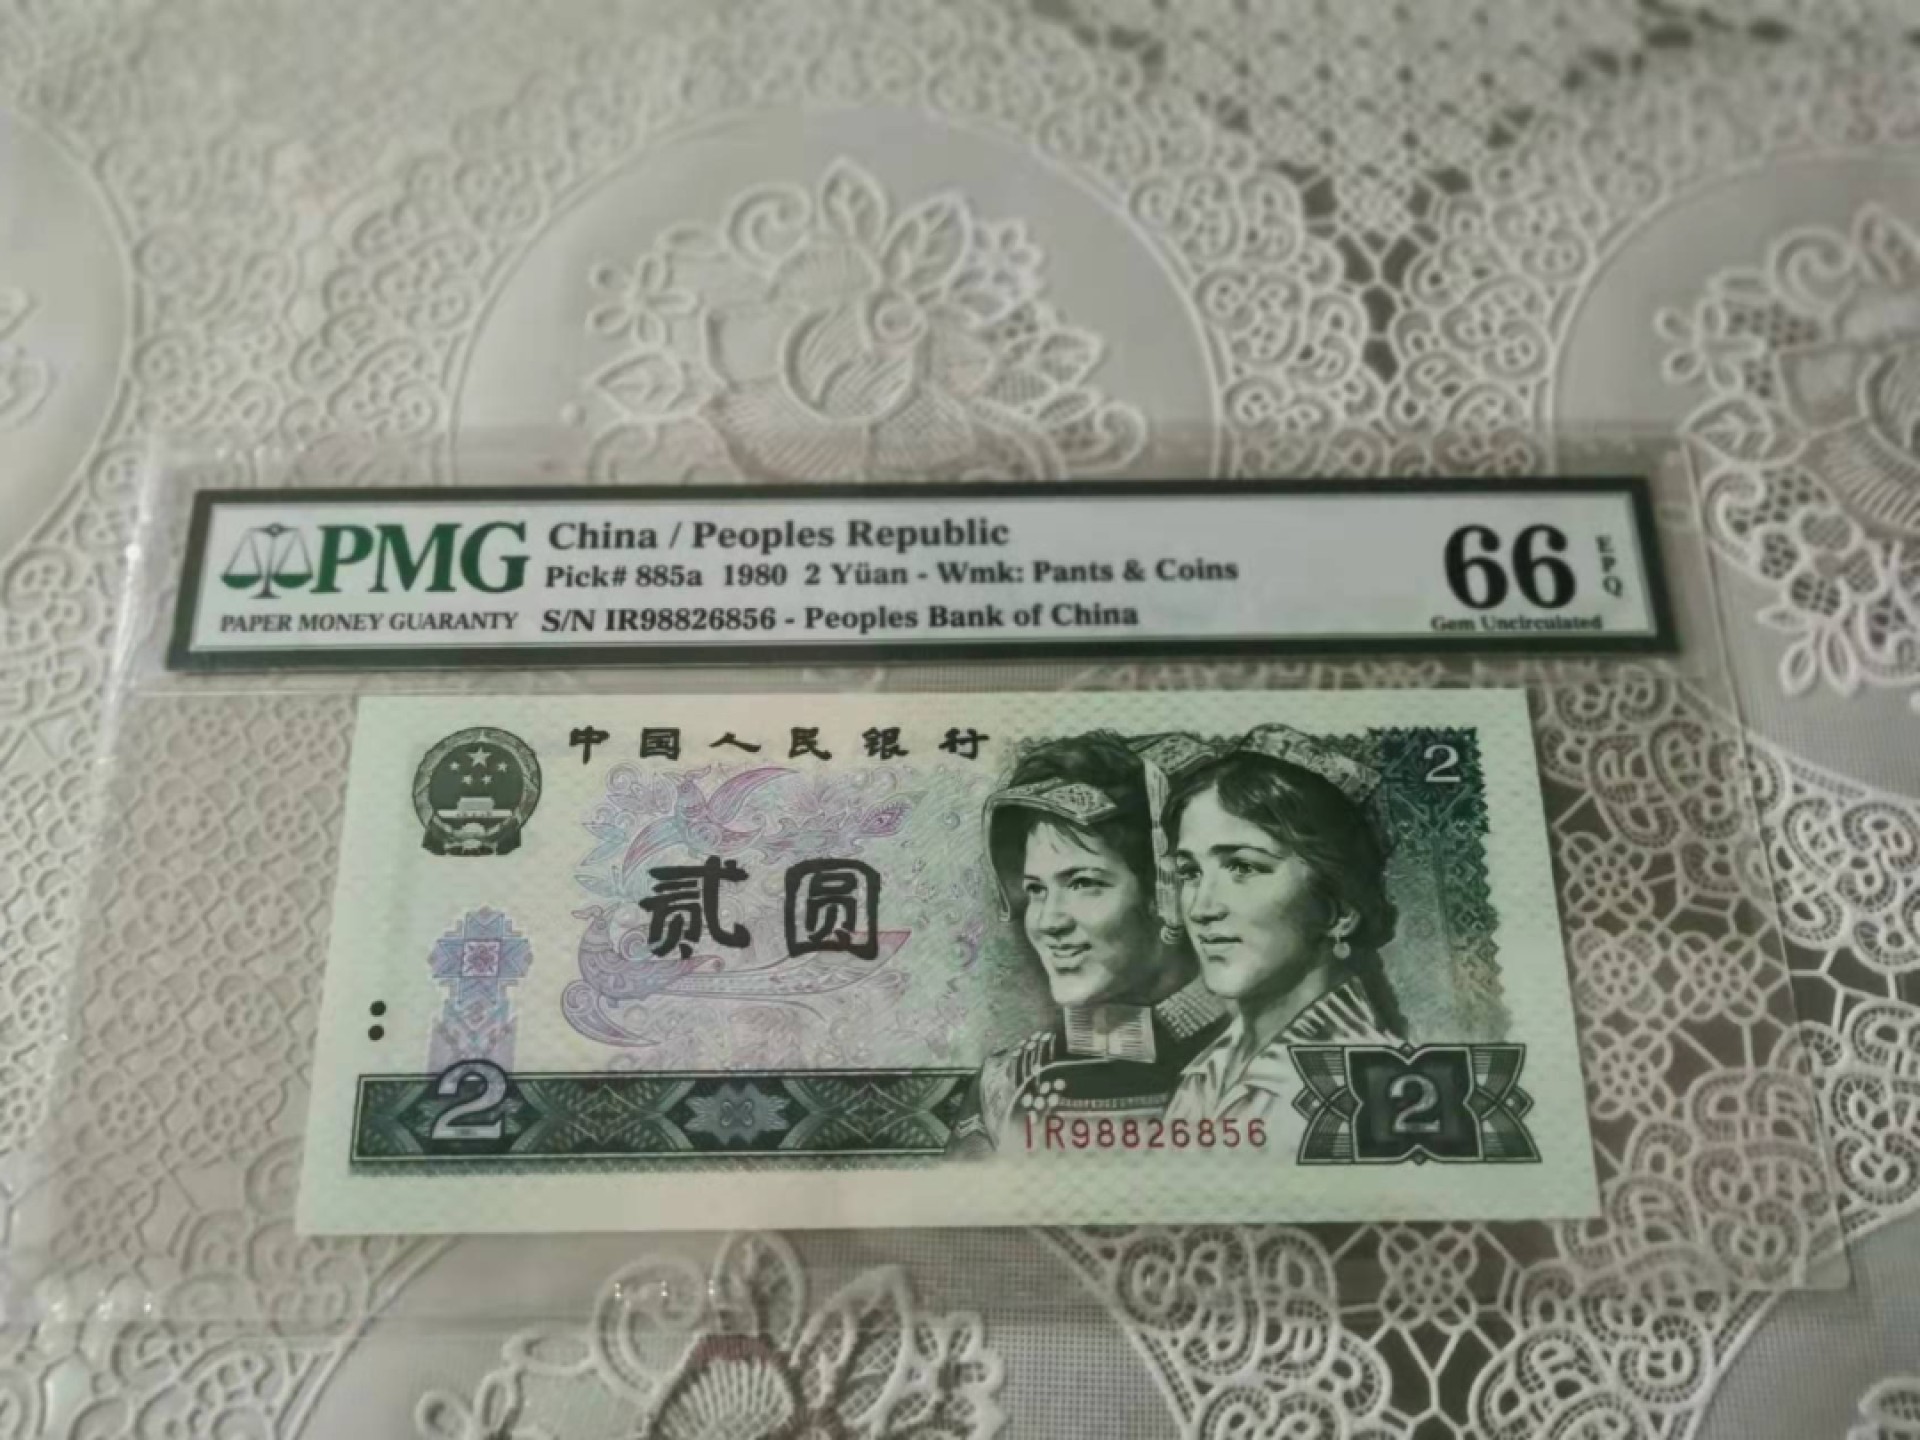 PMG
PAPER MONEY GUARANTY
China / Peoples Republic
Pick# 885a 1980 2 Yüan - Wmk: Pants & Coins
S/N IR98826856 - Peoples Bank of China
66 EPQ
Gem Uncirculated
中国人民银行
2
贰圆
2
IR98826856
2